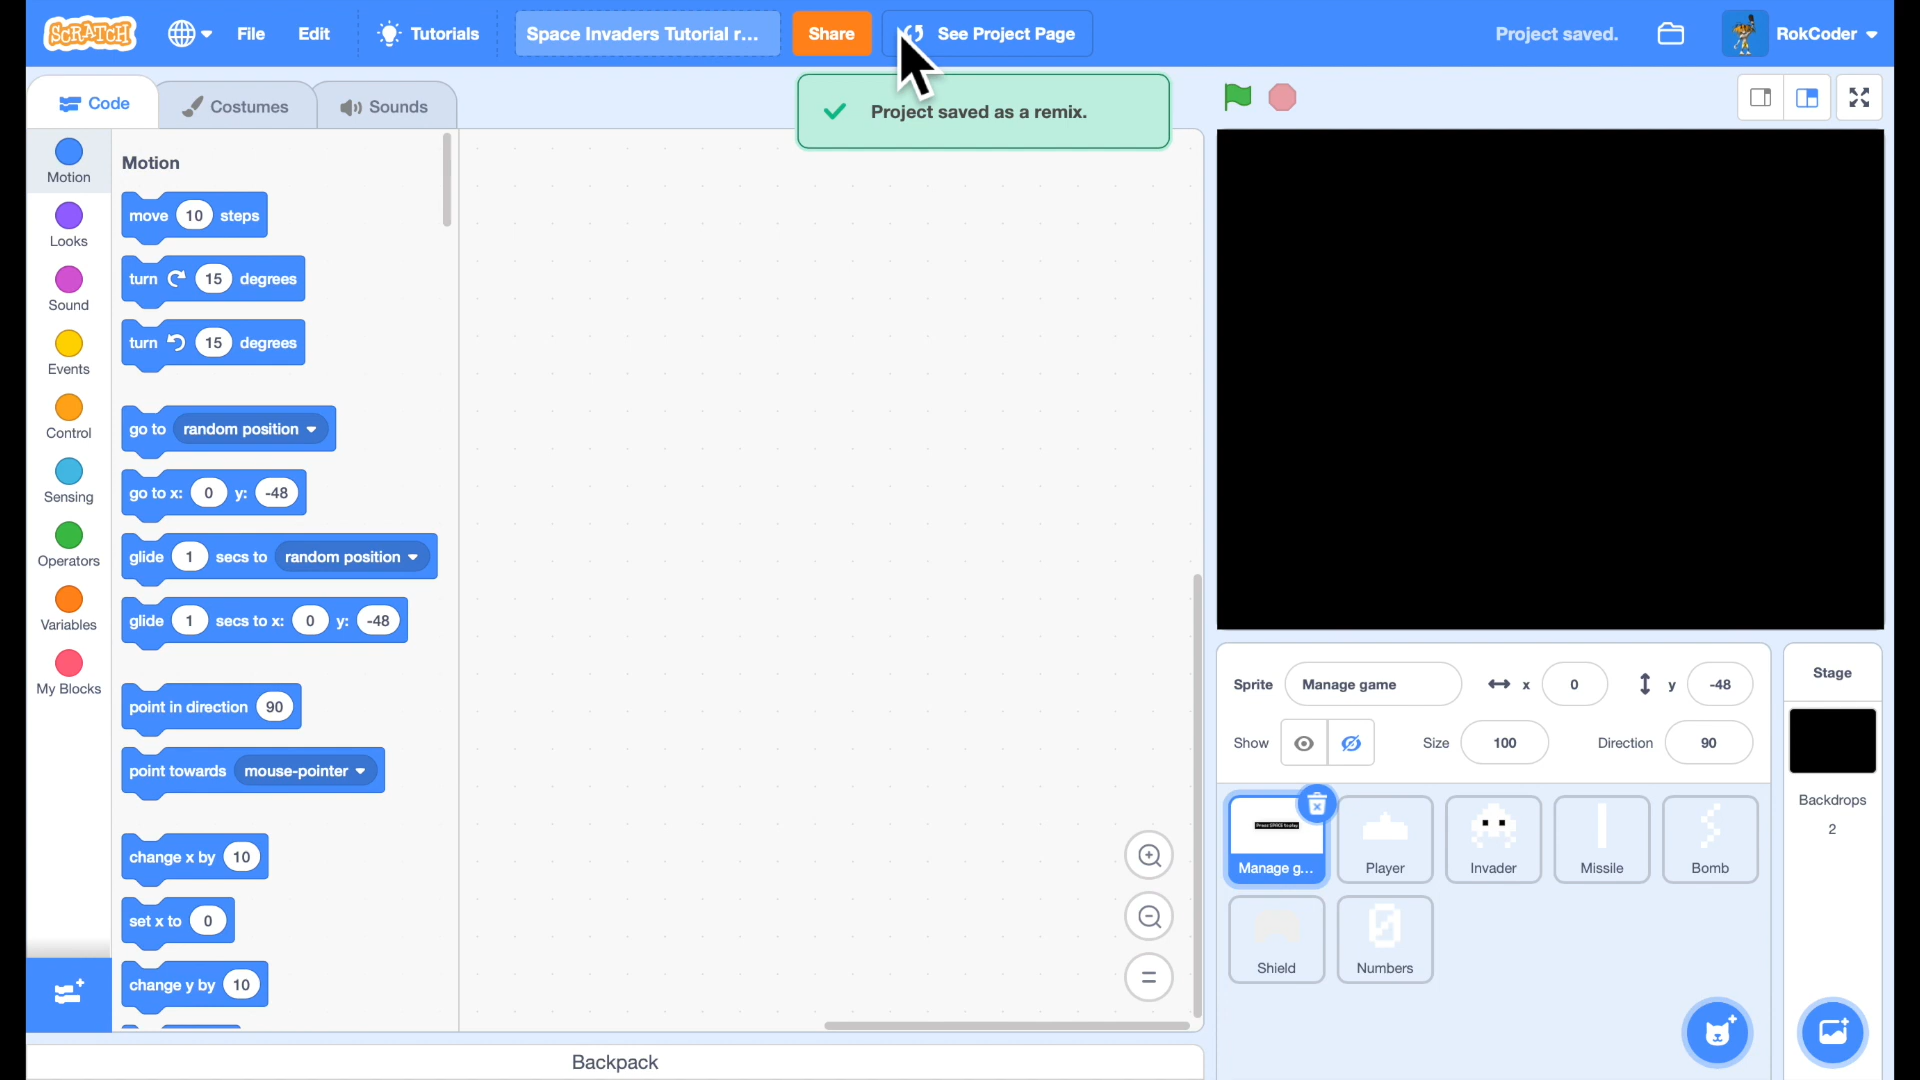 SCRATCH
File
Edit
Tutorials
Space Invaders Tutorial r...
Share
See Project Page
Project saved.
RokCoder
Code
Costumes
Sounds
Project saved as a remix.
Motion
Looks
Sound
Events
Control
Sensing
Operators
Variables
My Blocks
Motion
move 10 steps
turn 15 degrees
turn 15 degrees
go to random position
go to x: 0 y: -48
glide 1 secs to random position
glide 1 secs to x: 0 y: -48
point in direction 90
point towards mouse-pointer
change x by 10
set x to 0
change y by 10
Backpack
Sprite Manage game x 0 y -48
Show Size 100 Direction 90
Press SPACE to play
Manage g...
Player
Invader
Missile
Bomb
Shield
0
Numbers
Stage
Backdrops
2